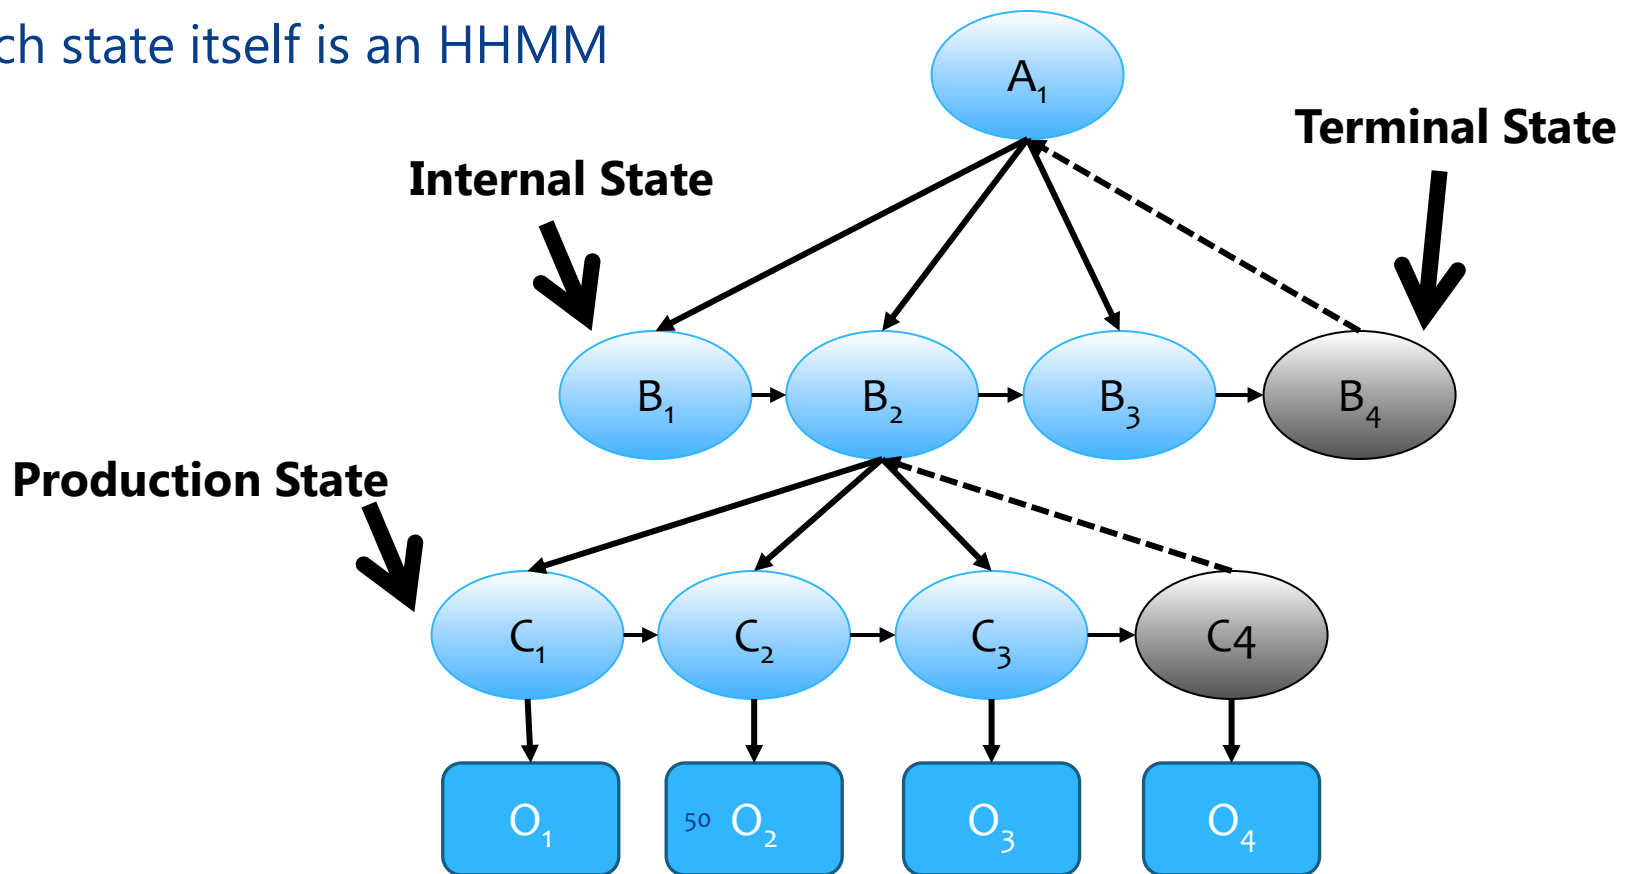 ch state itself is an HHMM
A₁
Terminal State
Internal State
B₁ B₂ B₃ B₄
Production State
C₁ C₂ C₃ C4
O₁ 50 O₂ O₃ O₄